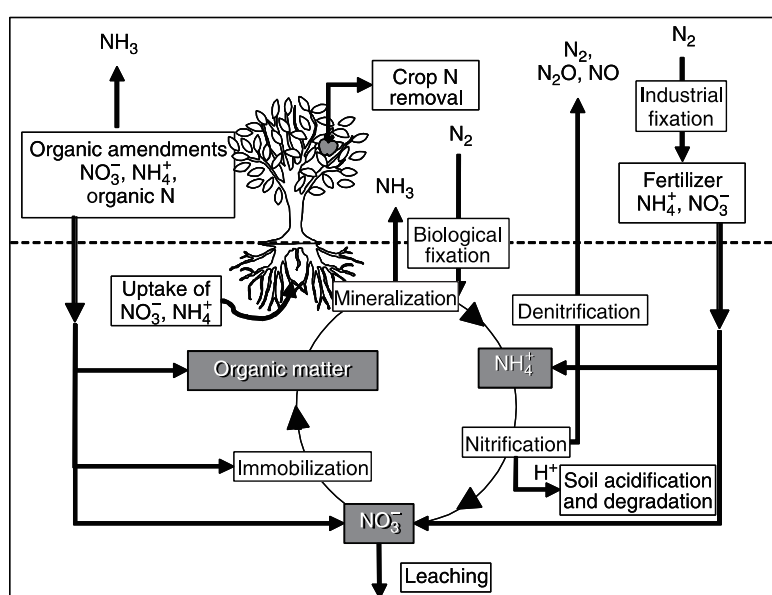 NH₃
Crop N
removal
N₂,
N₂O, NO
N₂
Industrial
fixation
Organic amendments
NO₃⁻, NH₄⁺,
organic N
N₂
NH₃
Fertilizer
NH₄⁺, NO₃⁻
Biological
fixation
Uptake of
NO₃⁻, NH₄⁺
Mineralization
Denitrification
Organic matter
NH₄⁺
Nitrification
Immobilization
H⁺
Soil acidification
and degradation
NO₃⁻
Leaching